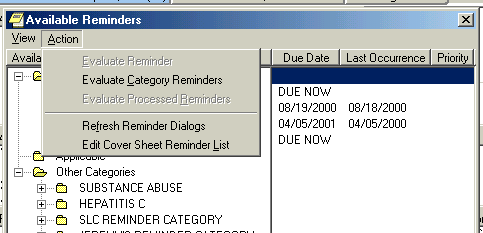 Available Reminders
View Action
Availa Due Date Last Occurrence Priority
Evaluate Reminder
Evaluate Category Reminders
DUE NOW
Evaluate Processed Reminders
08/19/2000 08/18/2000
Refresh Reminder Dialogs
04/05/2001 04/05/2000
Edit Cover Sheet Reminder List
DUE NOW
Applicable
Other Categories
SUBSTANCE ABUSE
HEPATITIS C
SLC REMINDER CATEGORY